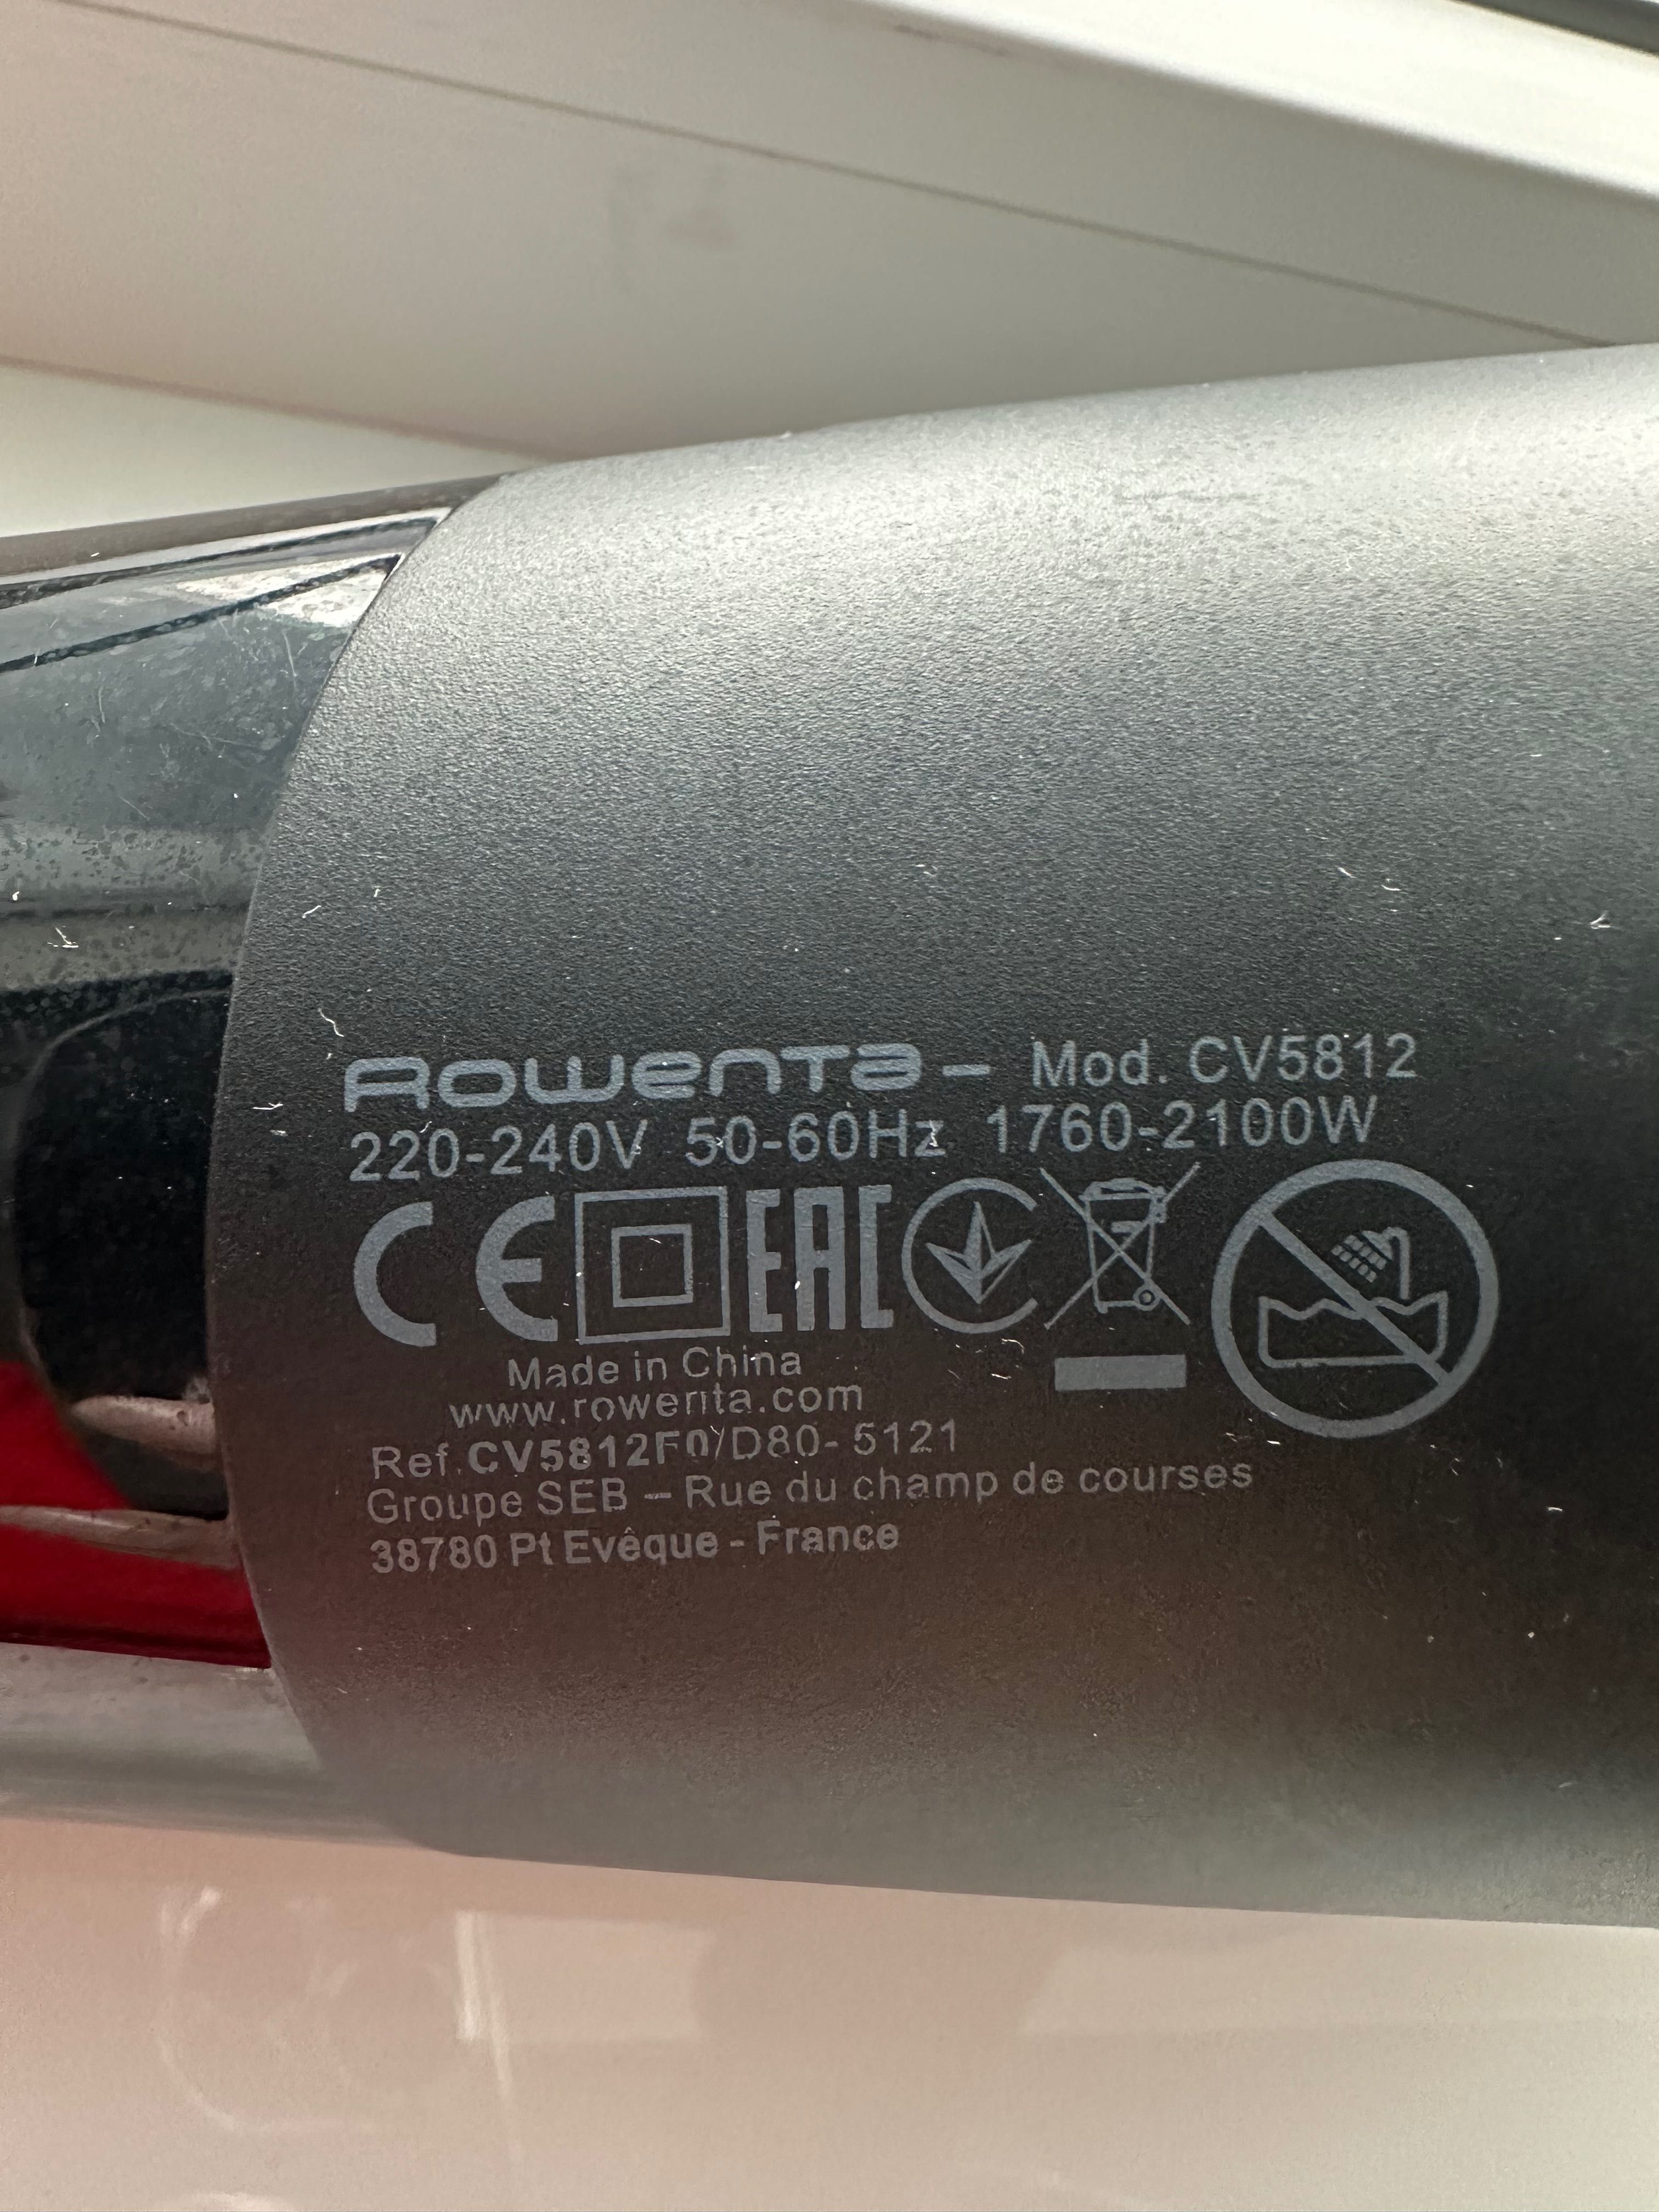 Rowenta – Mod. CV5812
220-240V 50-60Hz 1760-2100W
CE EAC
Made in China
www.rowenta.com
Ref.CV5812F0/D80- 5121
Groupe SEB – Rue du champ de courses
38780 Pt Evêque - France